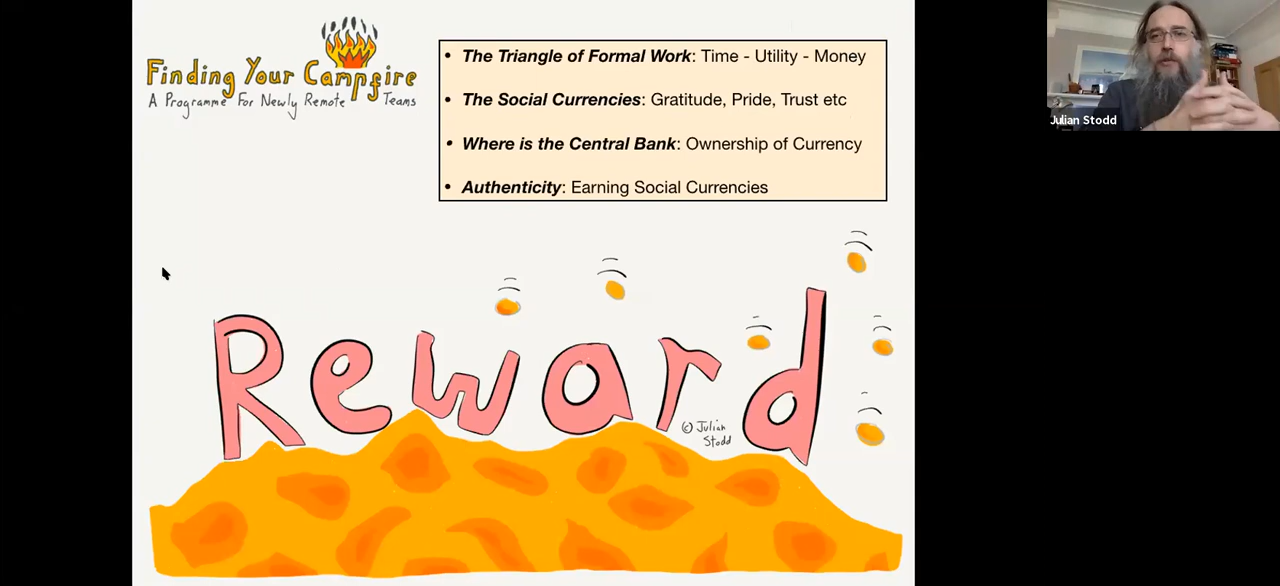 Finding Your Campfire
A Programme For Newly Remote Teams
• The Triangle of Formal Work: Time - Utility - Money
• The Social Currencies: Gratitude, Pride, Trust etc
• Where is the Central Bank: Ownership of Currency
• Authenticity: Earning Social Currencies
Julian Stodd
Reward
(c) Julian
Stodd